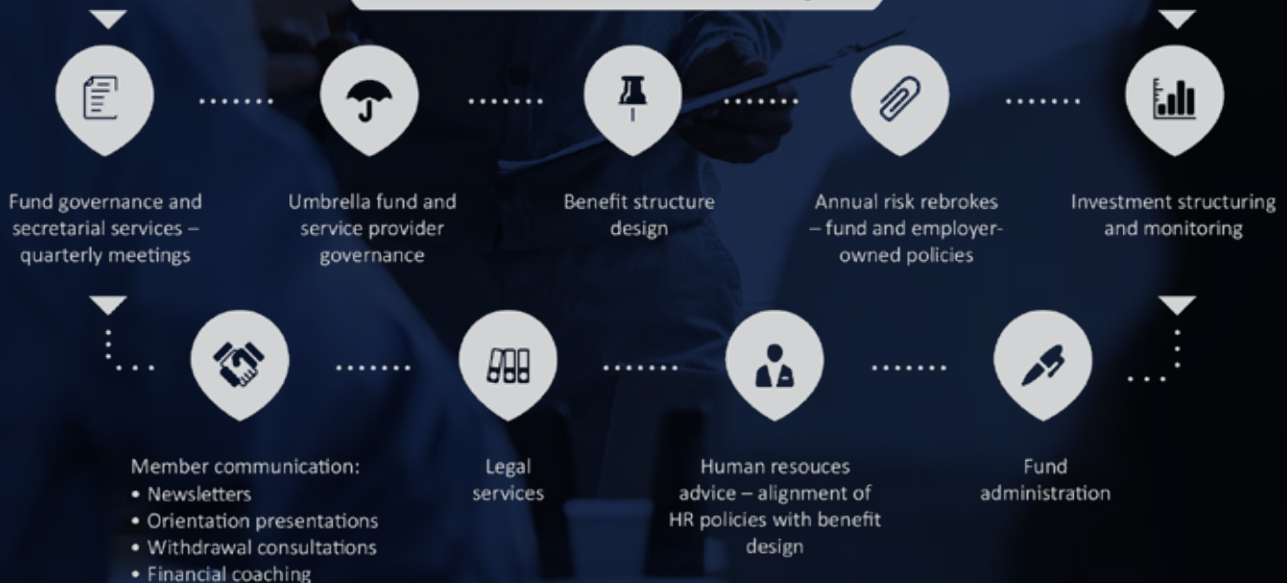 Fund governance and
secretarial services –
quarterly meetings
Umbrella fund and
service provider
governance
Benefit structure
design
Annual risk rebrokes
– fund and employer-
owned policies
Investment structuring
and monitoring
Member communication:
• Newsletters
• Orientation presentations
• Withdrawal consultations
• Financial coaching
Legal
services
Human resouces
advice – alignment of
HR policies with benefit
design
Fund
administration